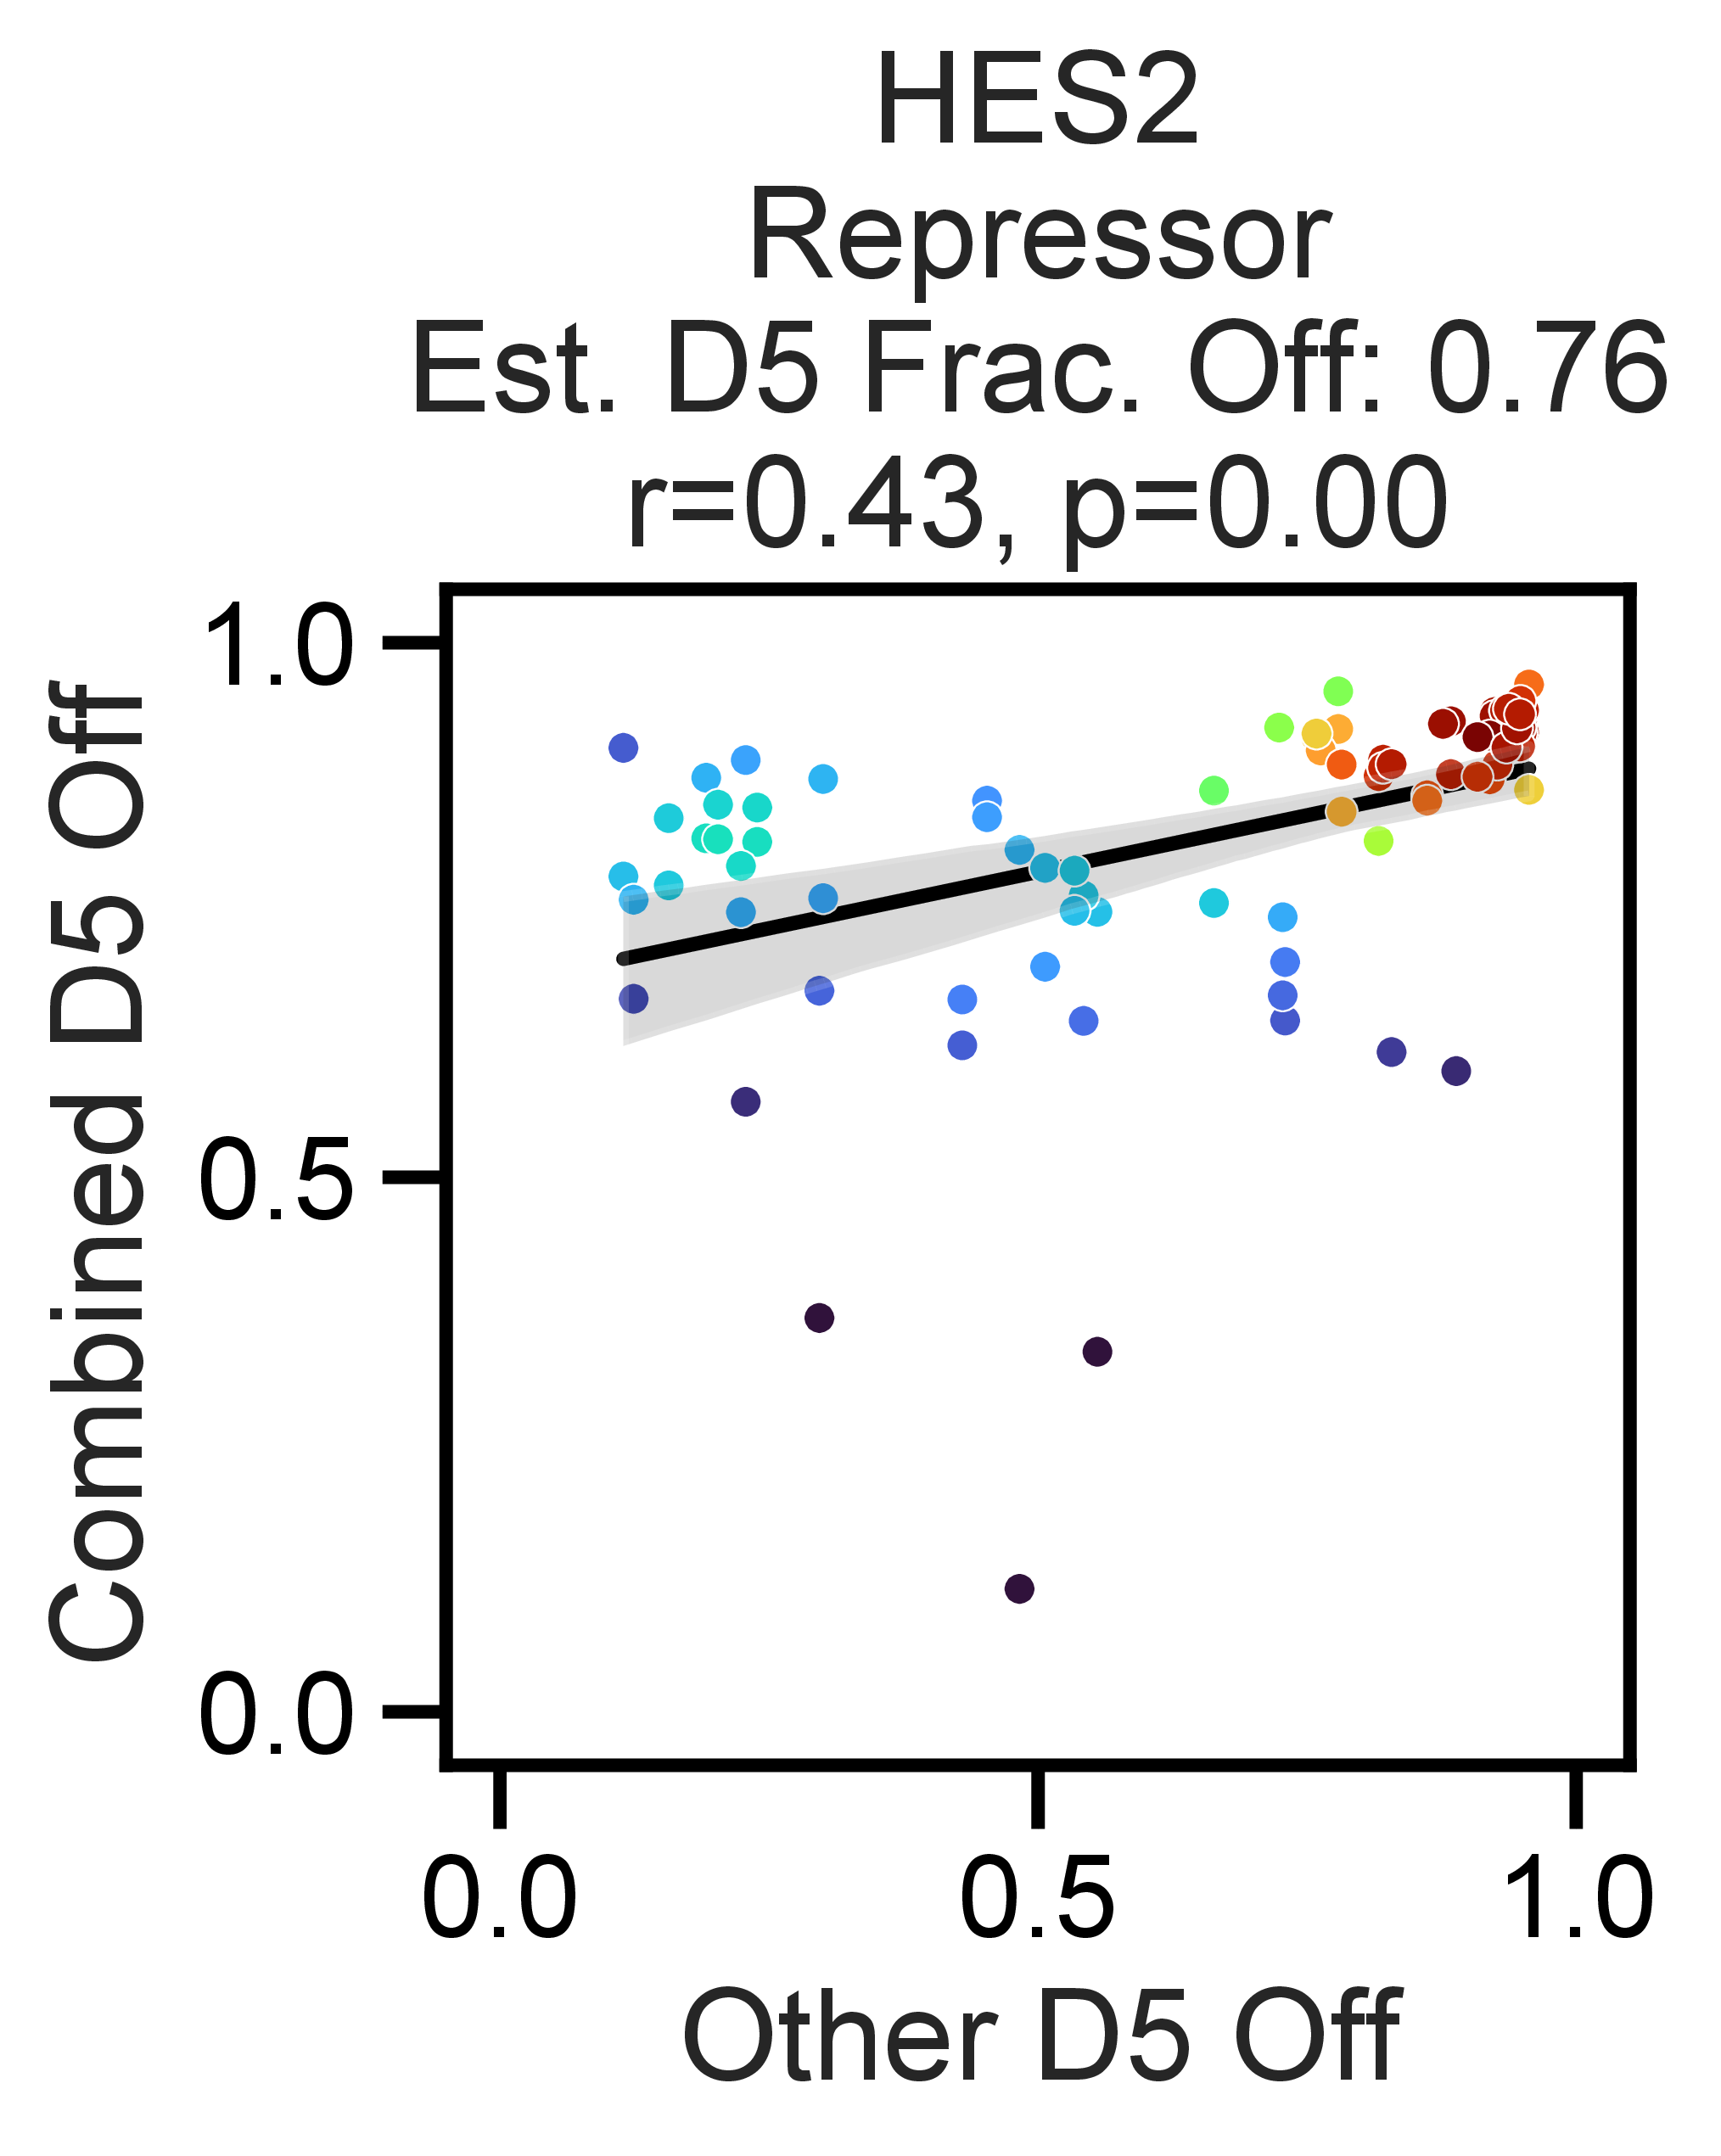 HES2
Repressor
Est. D5 Frac. Off: 0.76
r=0.43, p=0.00
1.0
0.5
0.0
Combined D5 Off
0.0 0.5 1.0
Other D5 Off